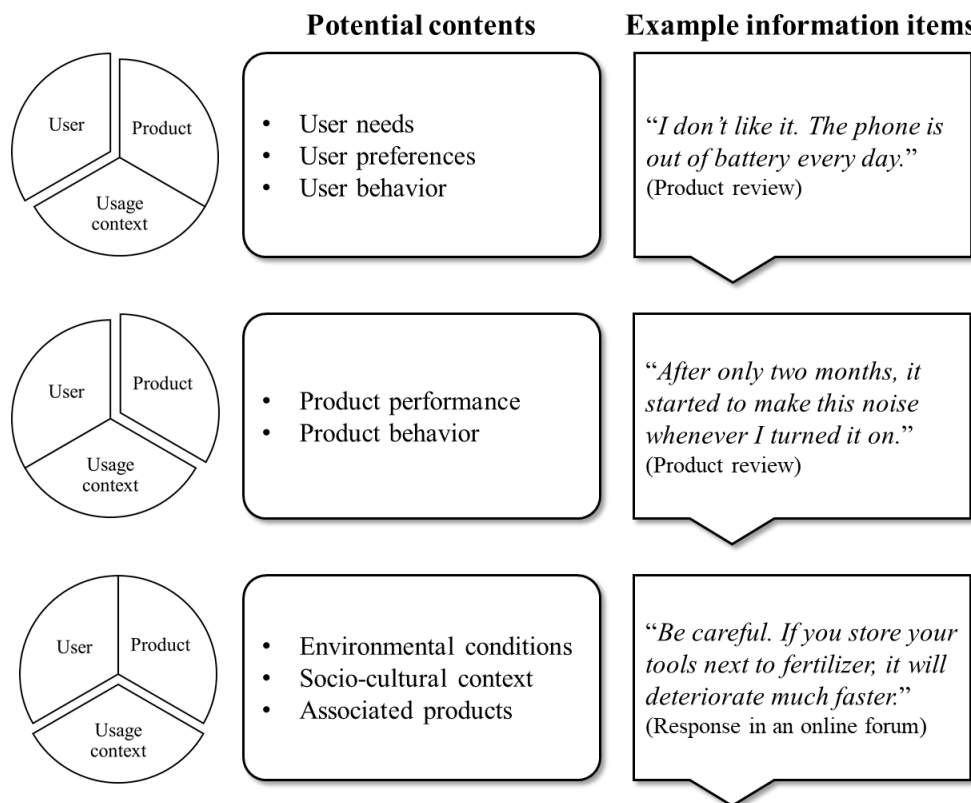 Potential contents
Example information items
User
Product
Usage
context
• User needs
• User preferences
• User behavior
“I don’t like it. The phone is
out of battery every day.”
(Product review)
User
Product
Usage
context
• Product performance
• Product behavior
“After only two months, it
started to make this noise
whenever I turned it on.”
(Product review)
User
Product
Usage
context
• Environmental conditions
• Socio-cultural context
• Associated products
“Be careful. If you store your
tools next to fertilizer, it will
deteriorate much faster.”
(Response in an online forum)